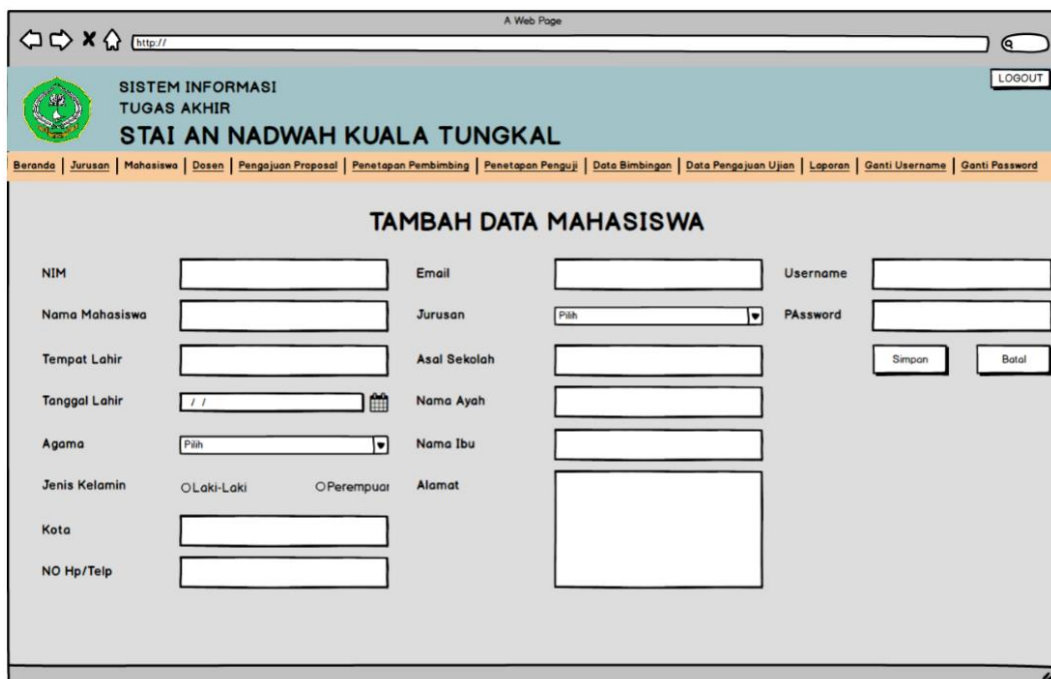 A Web Page
http://
LOGOUT
SISTEM INFORMASI
TUGAS AKHIR
STAI AN NADWAH KUALA TUNGKAL
Beranda | Jurusan | Mahasiswa | Dosen | Pengajuan Proposal | Penetapan Pembimbing | Penetapan Penguji | Data Bimbingan | Data Pengajuan Ujian | Laporan | Ganti Username | Ganti Password
TAMBAH DATA MAHASISWA
NIM
Nama Mahasiswa
Tempat Lahir
Tanggal Lahir / /
Agama Pilih
Jenis Kelamin Laki-Laki Perempuar
Kota
NO Hp/Telp
Email
Jurusan Pilih
Asal Sekolah
Nama Ayah
Nama Ibu
Alamat
Username
PAssword
Simpan Batal